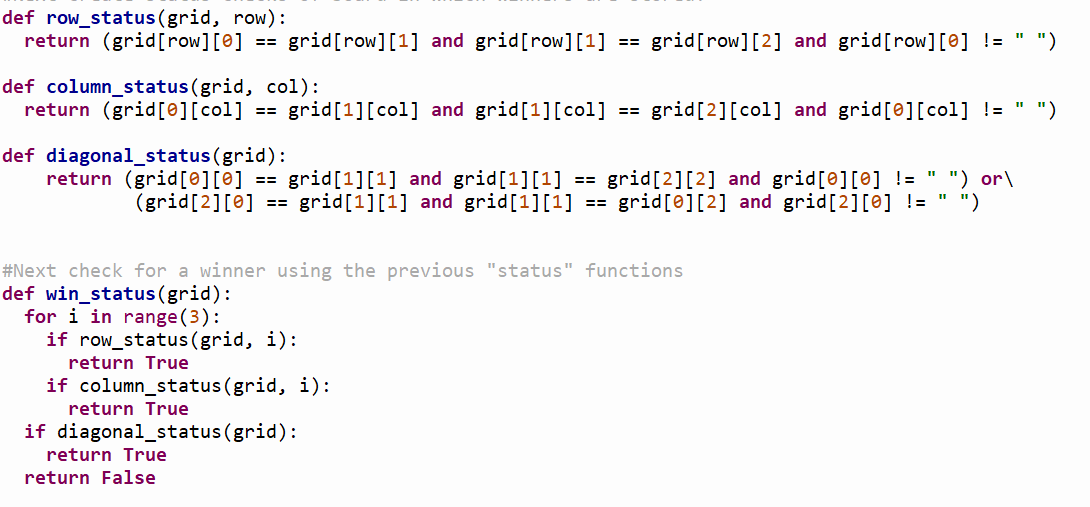 def row_status(grid, row):
  return (grid[row][0] == grid[row][1] and grid[row][1] == grid[row][2] and grid[row][0] != " ")

def column_status(grid, col):
  return (grid[0][col] == grid[1][col] and grid[1][col] == grid[2][col] and grid[0][col] != " ")

def diagonal_status(grid):
    return (grid[0][0] == grid[1][1] and grid[1][1] == grid[2][2] and grid[0][0] != " ") or\
            (grid[2][0] == grid[1][1] and grid[1][1] == grid[0][2] and grid[2][0] != " ")


#Next check for a winner using the previous "status" functions
def win_status(grid):
  for i in range(3):
    if row_status(grid, i):
      return True
    if column_status(grid, i):
      return True
  if diagonal_status(grid):
    return True
  return False